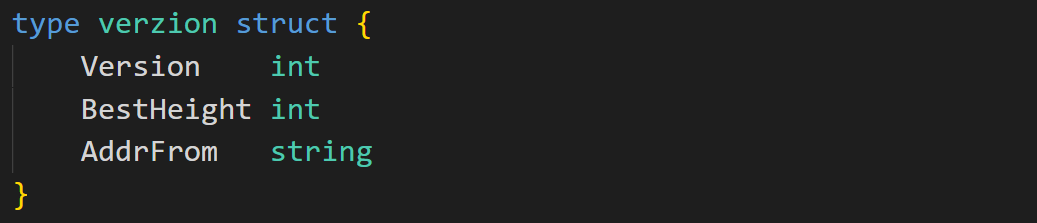 type verzion struct {
    Version    int
    BestHeight int
    AddrFrom   string
}